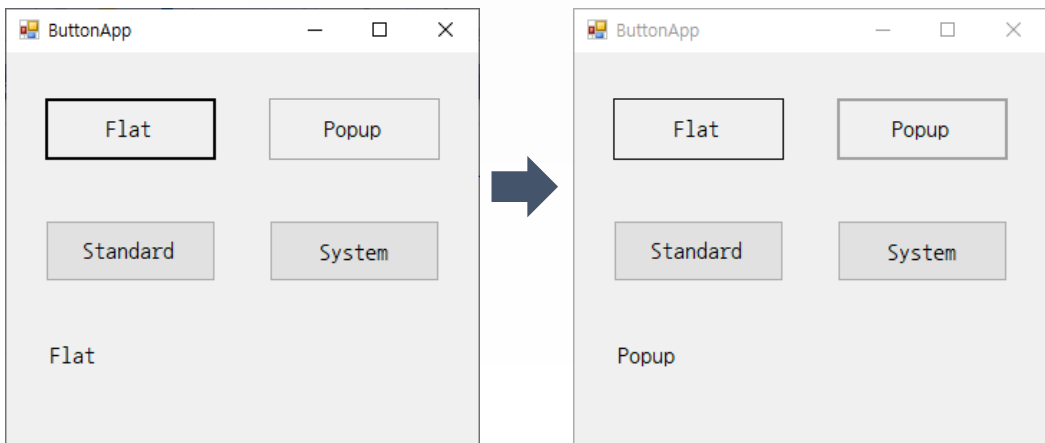 ButtonApp
Flat Popup
Standard System
Flat
ButtonApp
Flat Popup
Standard System
Popup